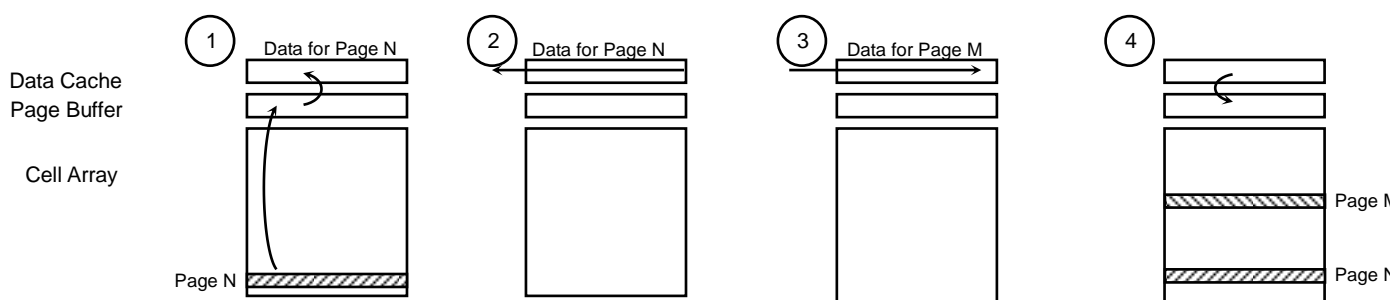 1
Data for Page N
2
Data for Page N
3
Data for Page M
4
Data Cache
Page Buffer
Cell Array
Page M
Page N
Page N